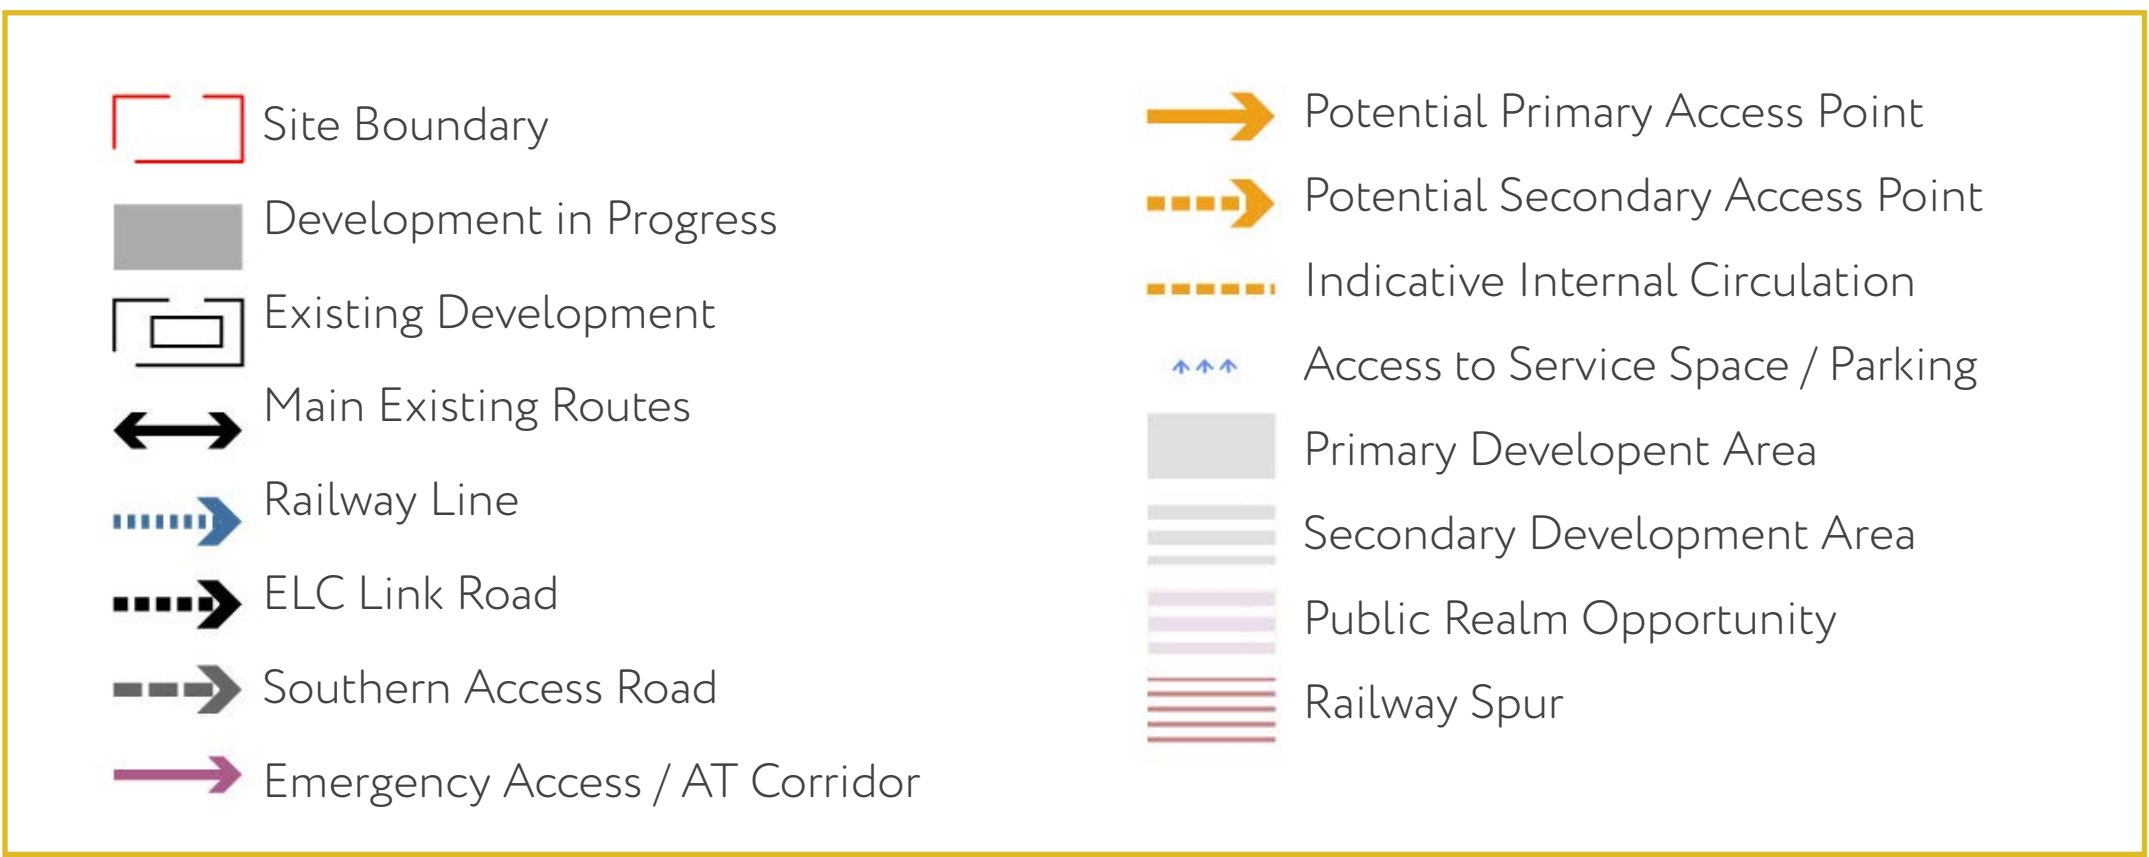 Site Boundary
Development in Progress
Existing Development
Main Existing Routes
Railway Line
ELC Link Road
Southern Access Road
Emergency Access / AT Corridor
Potential Primary Access Point
Potential Secondary Access Point
Indicative Internal Circulation
Access to Service Space / Parking
Primary Developent Area
Secondary Development Area
Public Realm Opportunity
Railway Spur